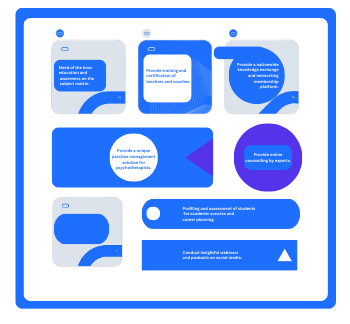 Need of the hour
education and
awareness on the
subject matter.
Provide training and
certification of
teachers and coaches.
Provide a nationwide
knowledge exchange
and networking
membership
platform.
Provide a unique
practice management
solution for
psychotherapists.
Provide online
counselling by experts.
Profiling and assessment of students
for academic success and
career planning.
Conduct insightful webinars
and podcasts on social media.